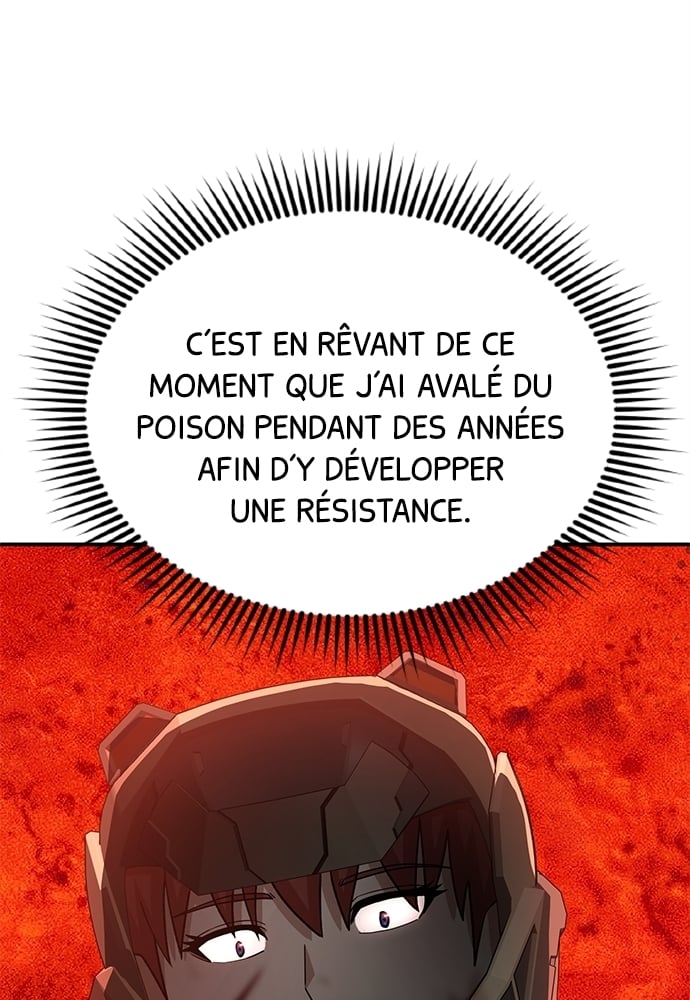 C'EST EN RÊVANT DE CE
MOMENT QUE J'AI AVALÉ DU
POISON PENDANT DES ANNÉES
AFIN D'Y DÉVELOPPER
UNE RÉSISTANCE.